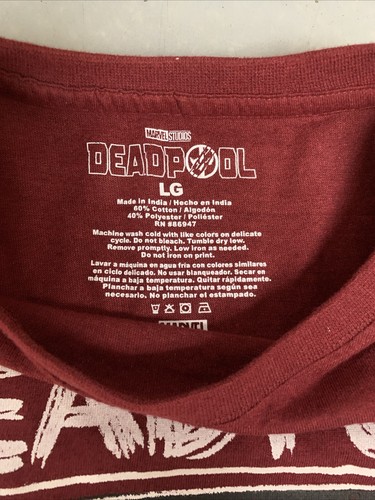 MARVEL STUDIOS
DEADPOOL
LG
Made in India / Hecho en India
60% Cotton / Algodón
40% Polyester / Poliéster
RN #86947
Machine wash cold with like colors on delicate
cycle. Do not bleach. Tumble dry low.
Remove promptly. Low iron as needed.
Do not iron on print.
Lavar a máquina en agua fría con colores similares
en ciclo delicado. No usar blanqueador. Secar en
máquina a baja temperatura. Quitar rápidamente.
Planchar a baja temperatura según sea
necesario. No planchar el estampado.
MARVEL